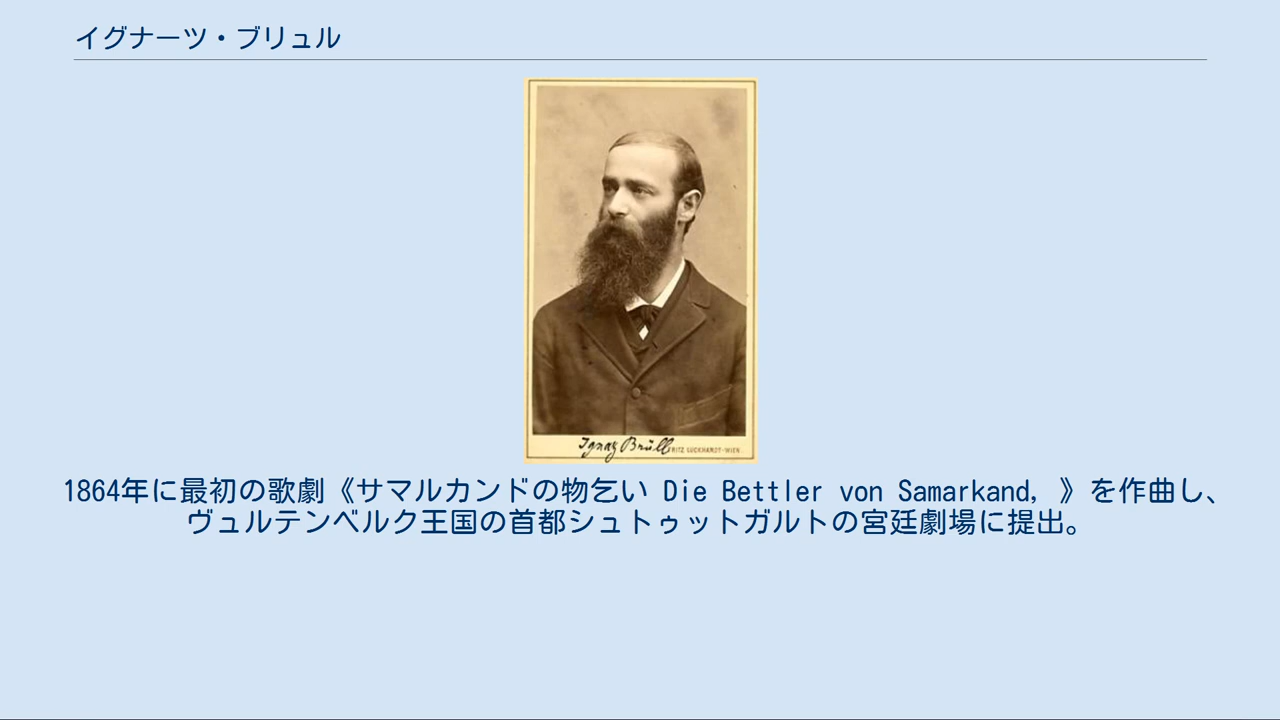 イグナーツ・ブリュル
Ignaz Brüll
FRITZ LUCKHARDT-WIEN.
1864年に最初の歌劇《サマルカンドの物乞い Die Bettler von Samarkand, 》を作曲し、
ヴュルテンベルク王国の首都シュトゥットガルトの宮廷劇場に提出。